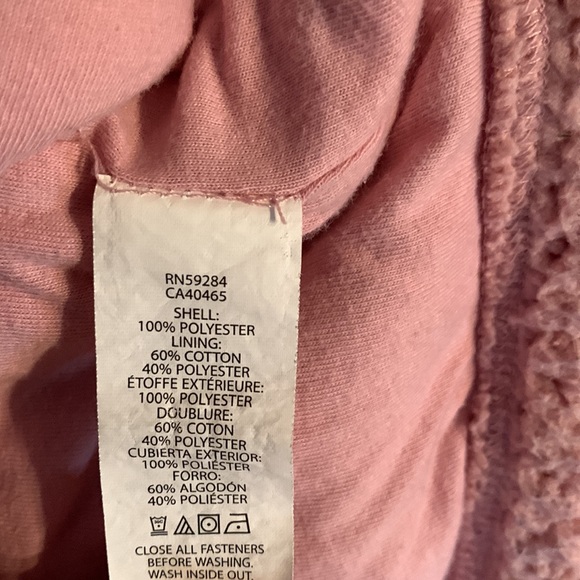 RN59284
CA40465
SHELL:
100% POLYESTER
LINING:
60% COTTON
40% POLYESTER
ÉTOFFE EXTÉRIEURE:
100% POLYESTER
DOUBLURE:
60% COTON
40% POLYESTER
CUBIERTA EXTERIOR:
100% POLIÉSTER
FORRO:
60% ALGODÓN
40% POLIÉSTER
CLOSE ALL FASTENERS
BEFORE WASHING.
WASH INSIDE OUT.